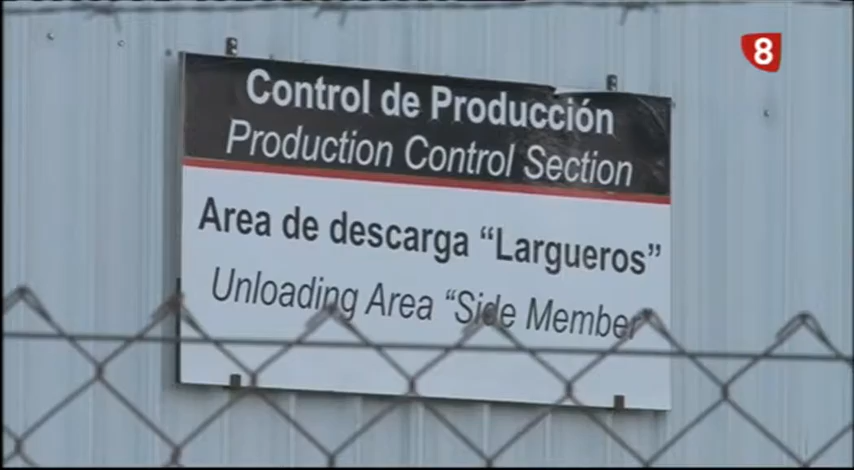 8
Control de Producción
Production Control Section
Area de descarga “Largueros”
Unloading Area “Side Member